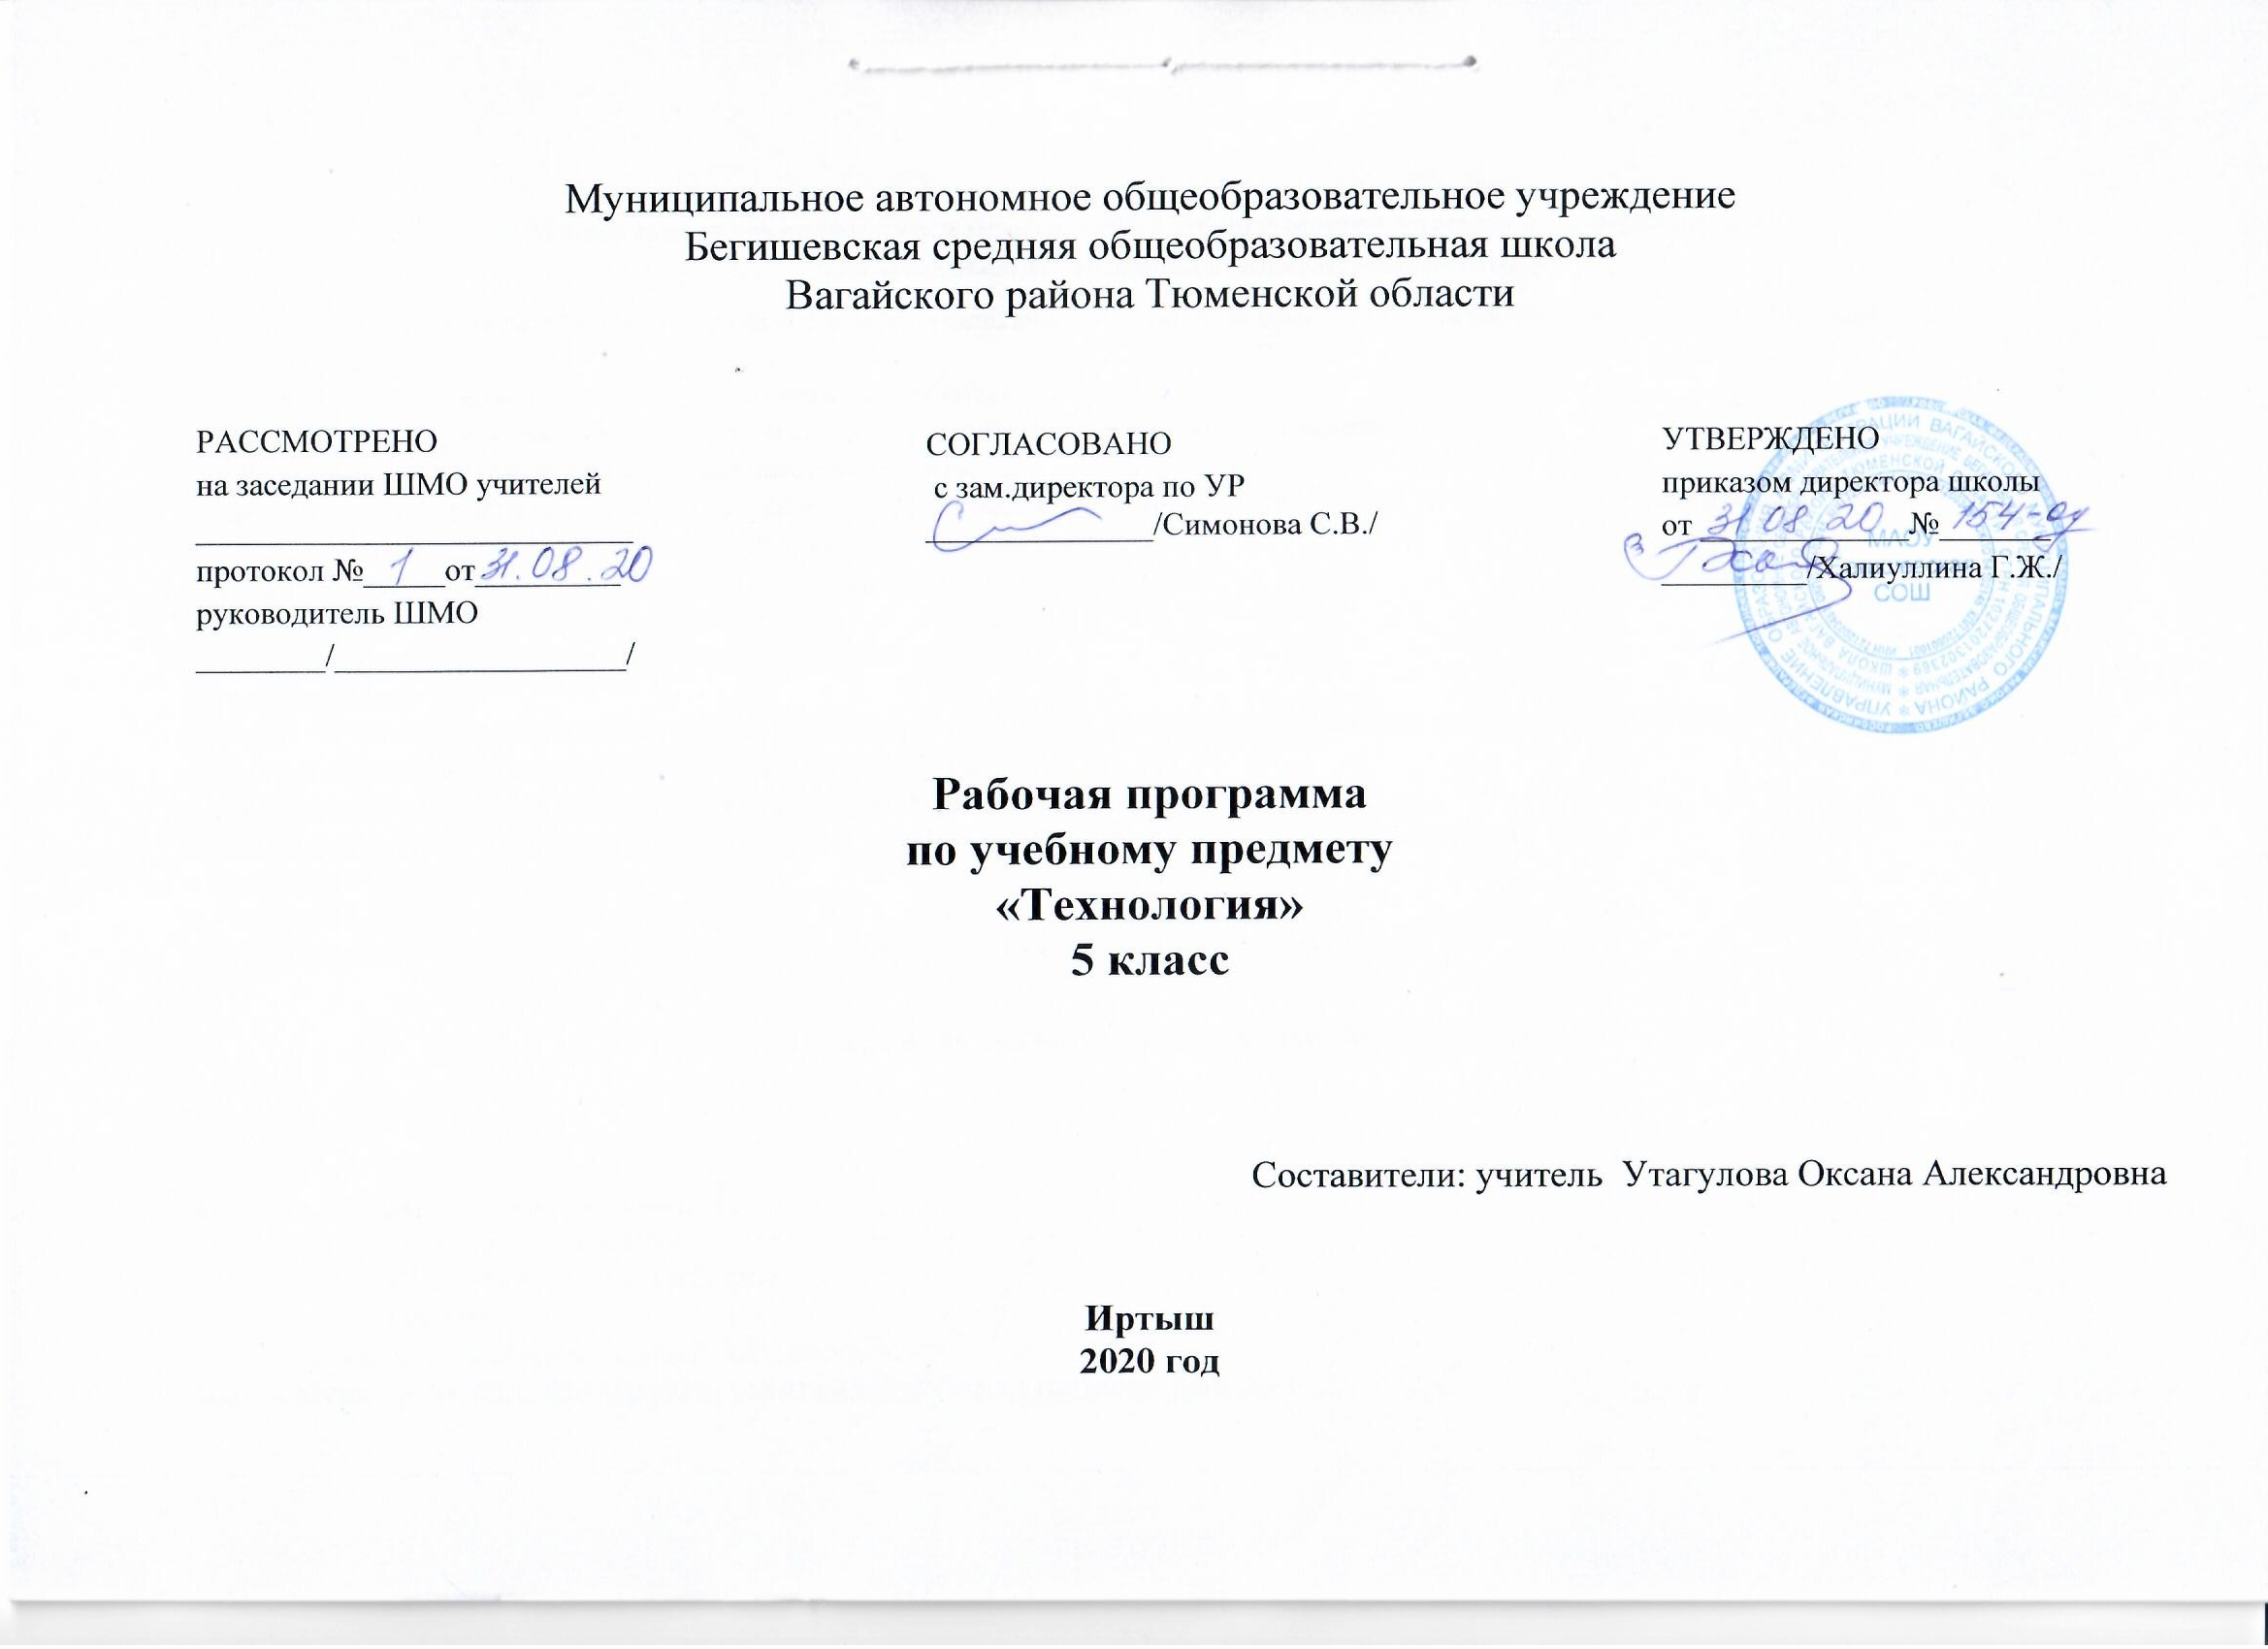 Муниципальное автономное общеобразовательное учреждение
Бегишевская средняя общеобразовательная школа
Вагайского района Тюменской области
РАССМОТРЕНО
на заседании ШМО учителей
протокол № 1 от 31.08.20
руководитель ШМО
/ /
СОГЛАСОВАНО
с зам.директора по УР
/Симонова С.В./
УТВЕРЖДЕНО
приказом директора школы
от 31 08 20 № 154-од
/Халиуллина Г.Ж./
МАОУ
СОШ
Рабочая программа
по учебному предмету
«Технология»
5 класс
Составители: учитель Утагулова Оксана Александровна
Иртыш
2020 год